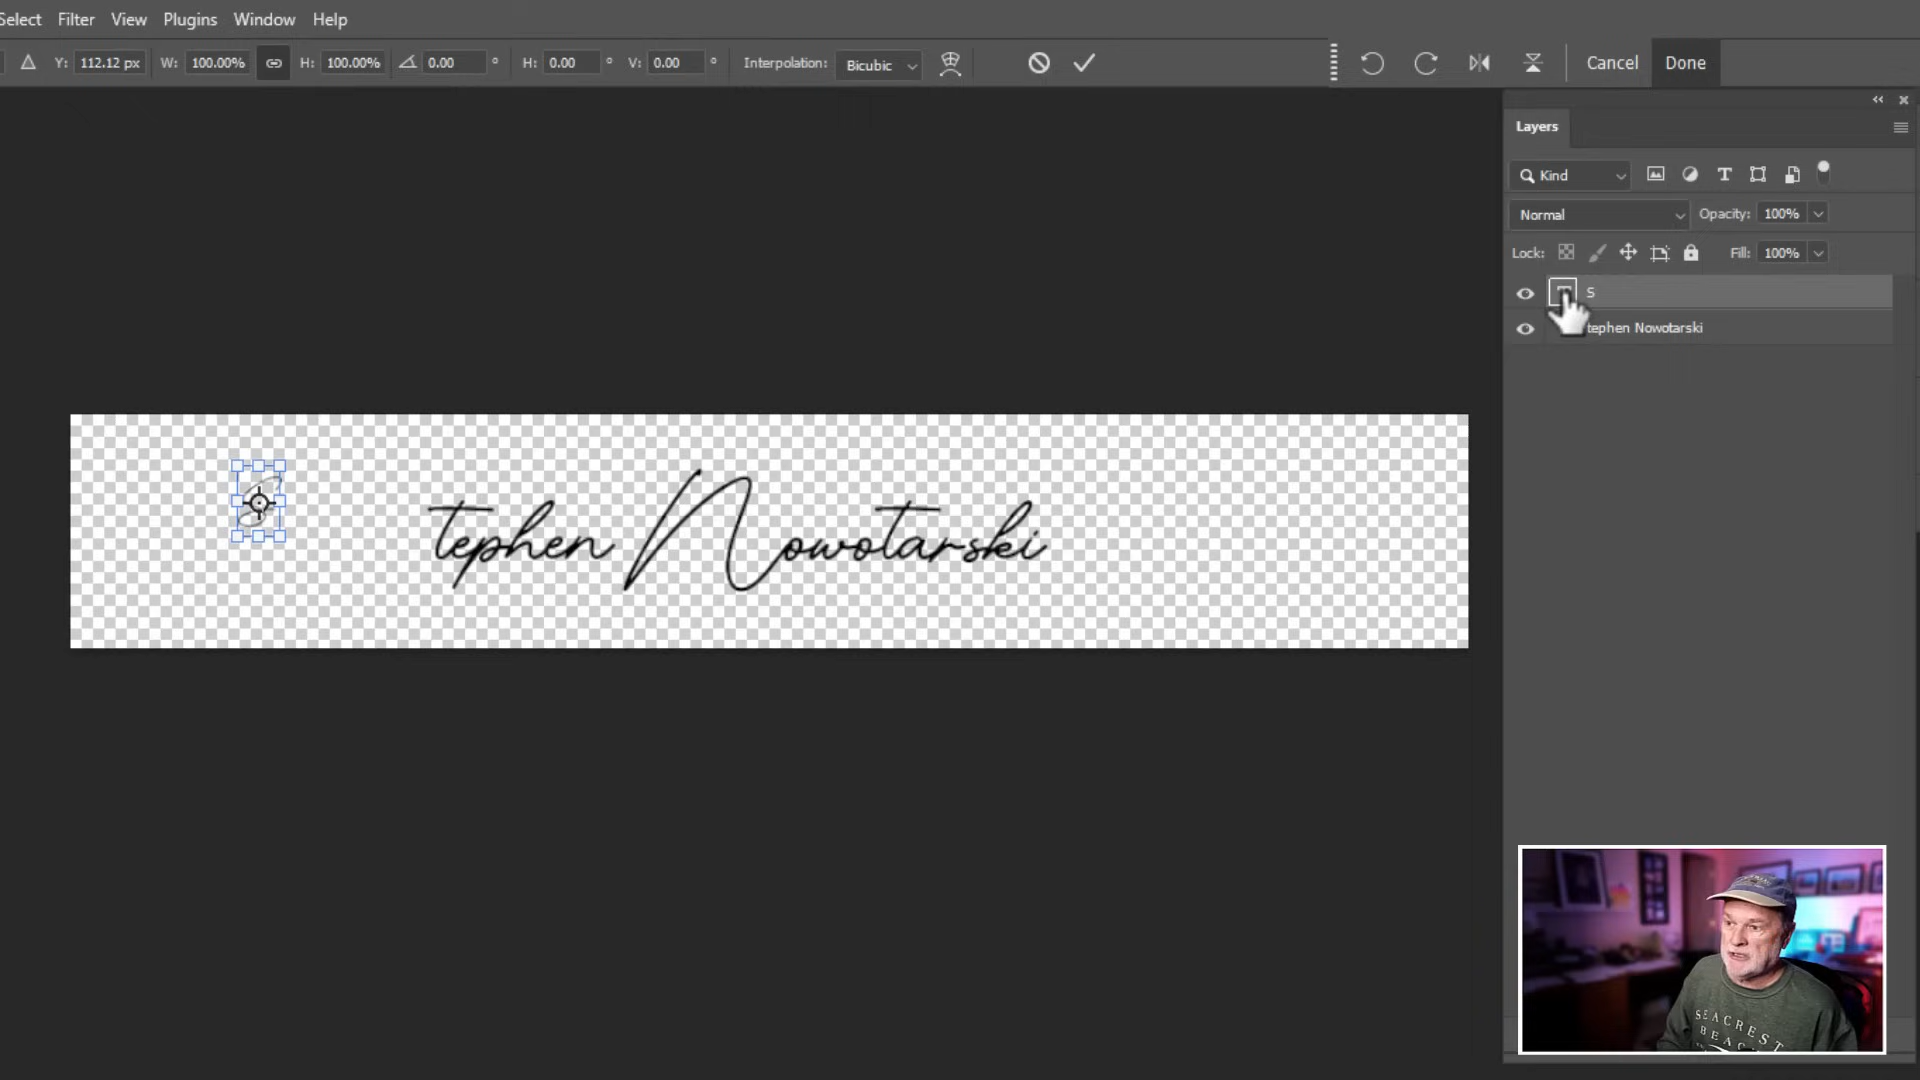 Select Filter View Plugins Window Help
Y: 112.12 px W: 100.00% H: 100.00% 0.00 ° H: 0.00 ° V: 0.00 ° Interpolation: Bicubic Cancel Done
Layers
Kind
Normal Opacity: 100%
Lock: Fill: 100%
S
tephen Nowotarski
S
tephen Nowotarski
SEACREST
BEAC